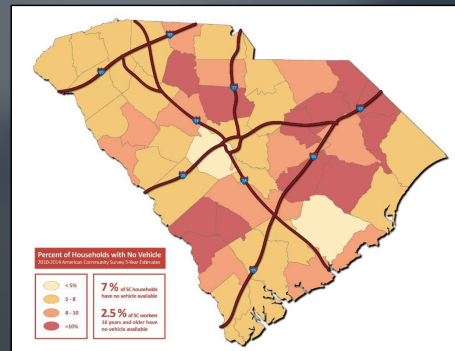 Percent of Households with No Vehicle
2010-2014 American Community Survey 5-Year Estimates
< 5%
5 - 8
8 - 10
>10%
7% of SC households
have no vehicle available
2.5% of SC workers
16 years and older have
no vehicle available